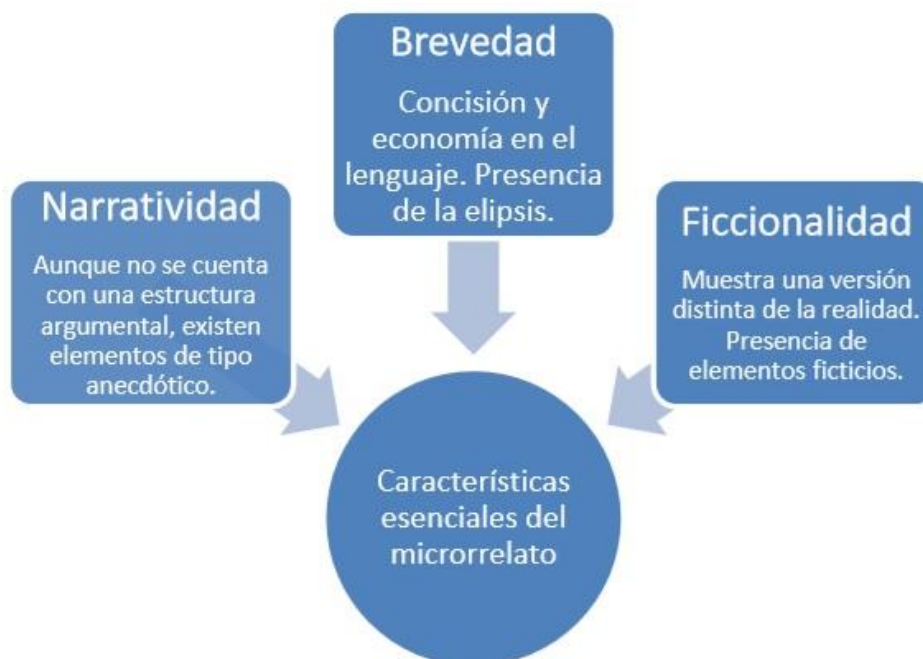 Brevedad
Concisión y
economía en el
lenguaje. Presencia
de la elipsis.
Narratividad
Aunque no se cuenta
con una estructura
argumental, existen
elementos de tipo
anecdótico.
Ficcionalidad
Muestra una versión
distinta de la realidad.
Presencia de
elementos ficticios.
Características
esenciales del
microrrelato